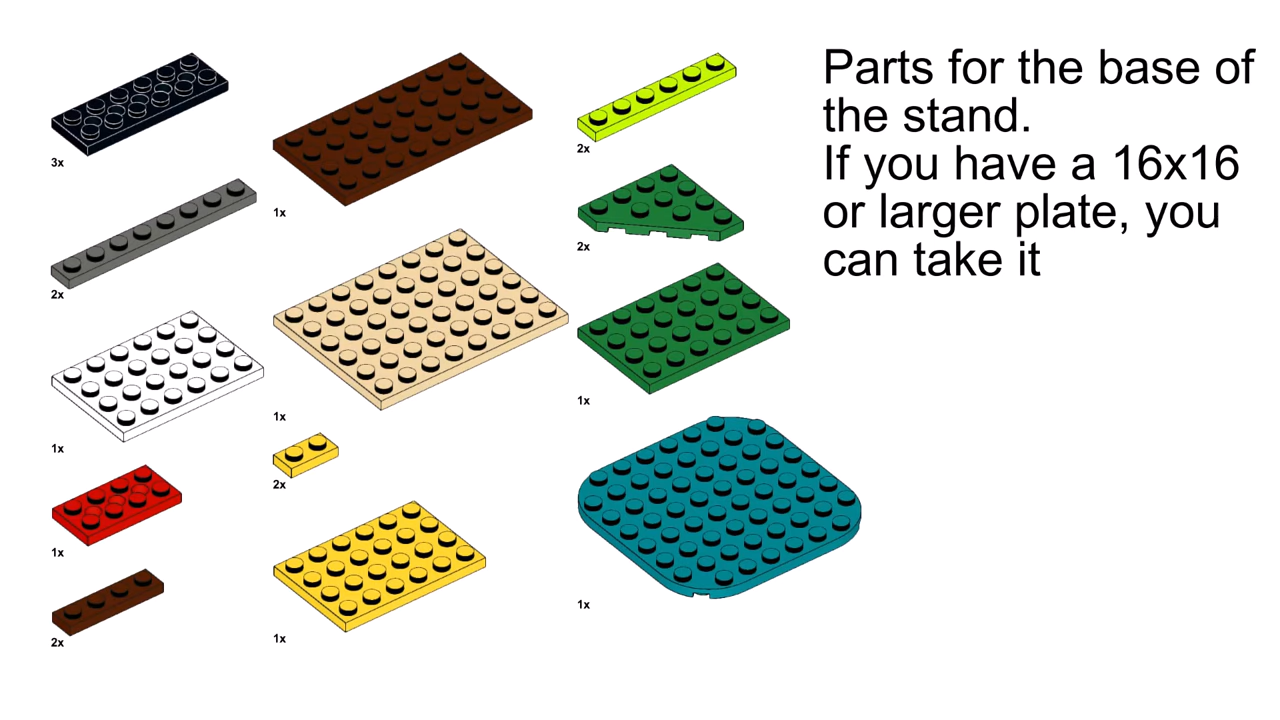 Parts for the base of
the stand.
If you have a 16x16
or larger plate, you
can take it
3x
2x
1x
1x
2x
1x
1x
2x
1x
2x
2x
1x
1x